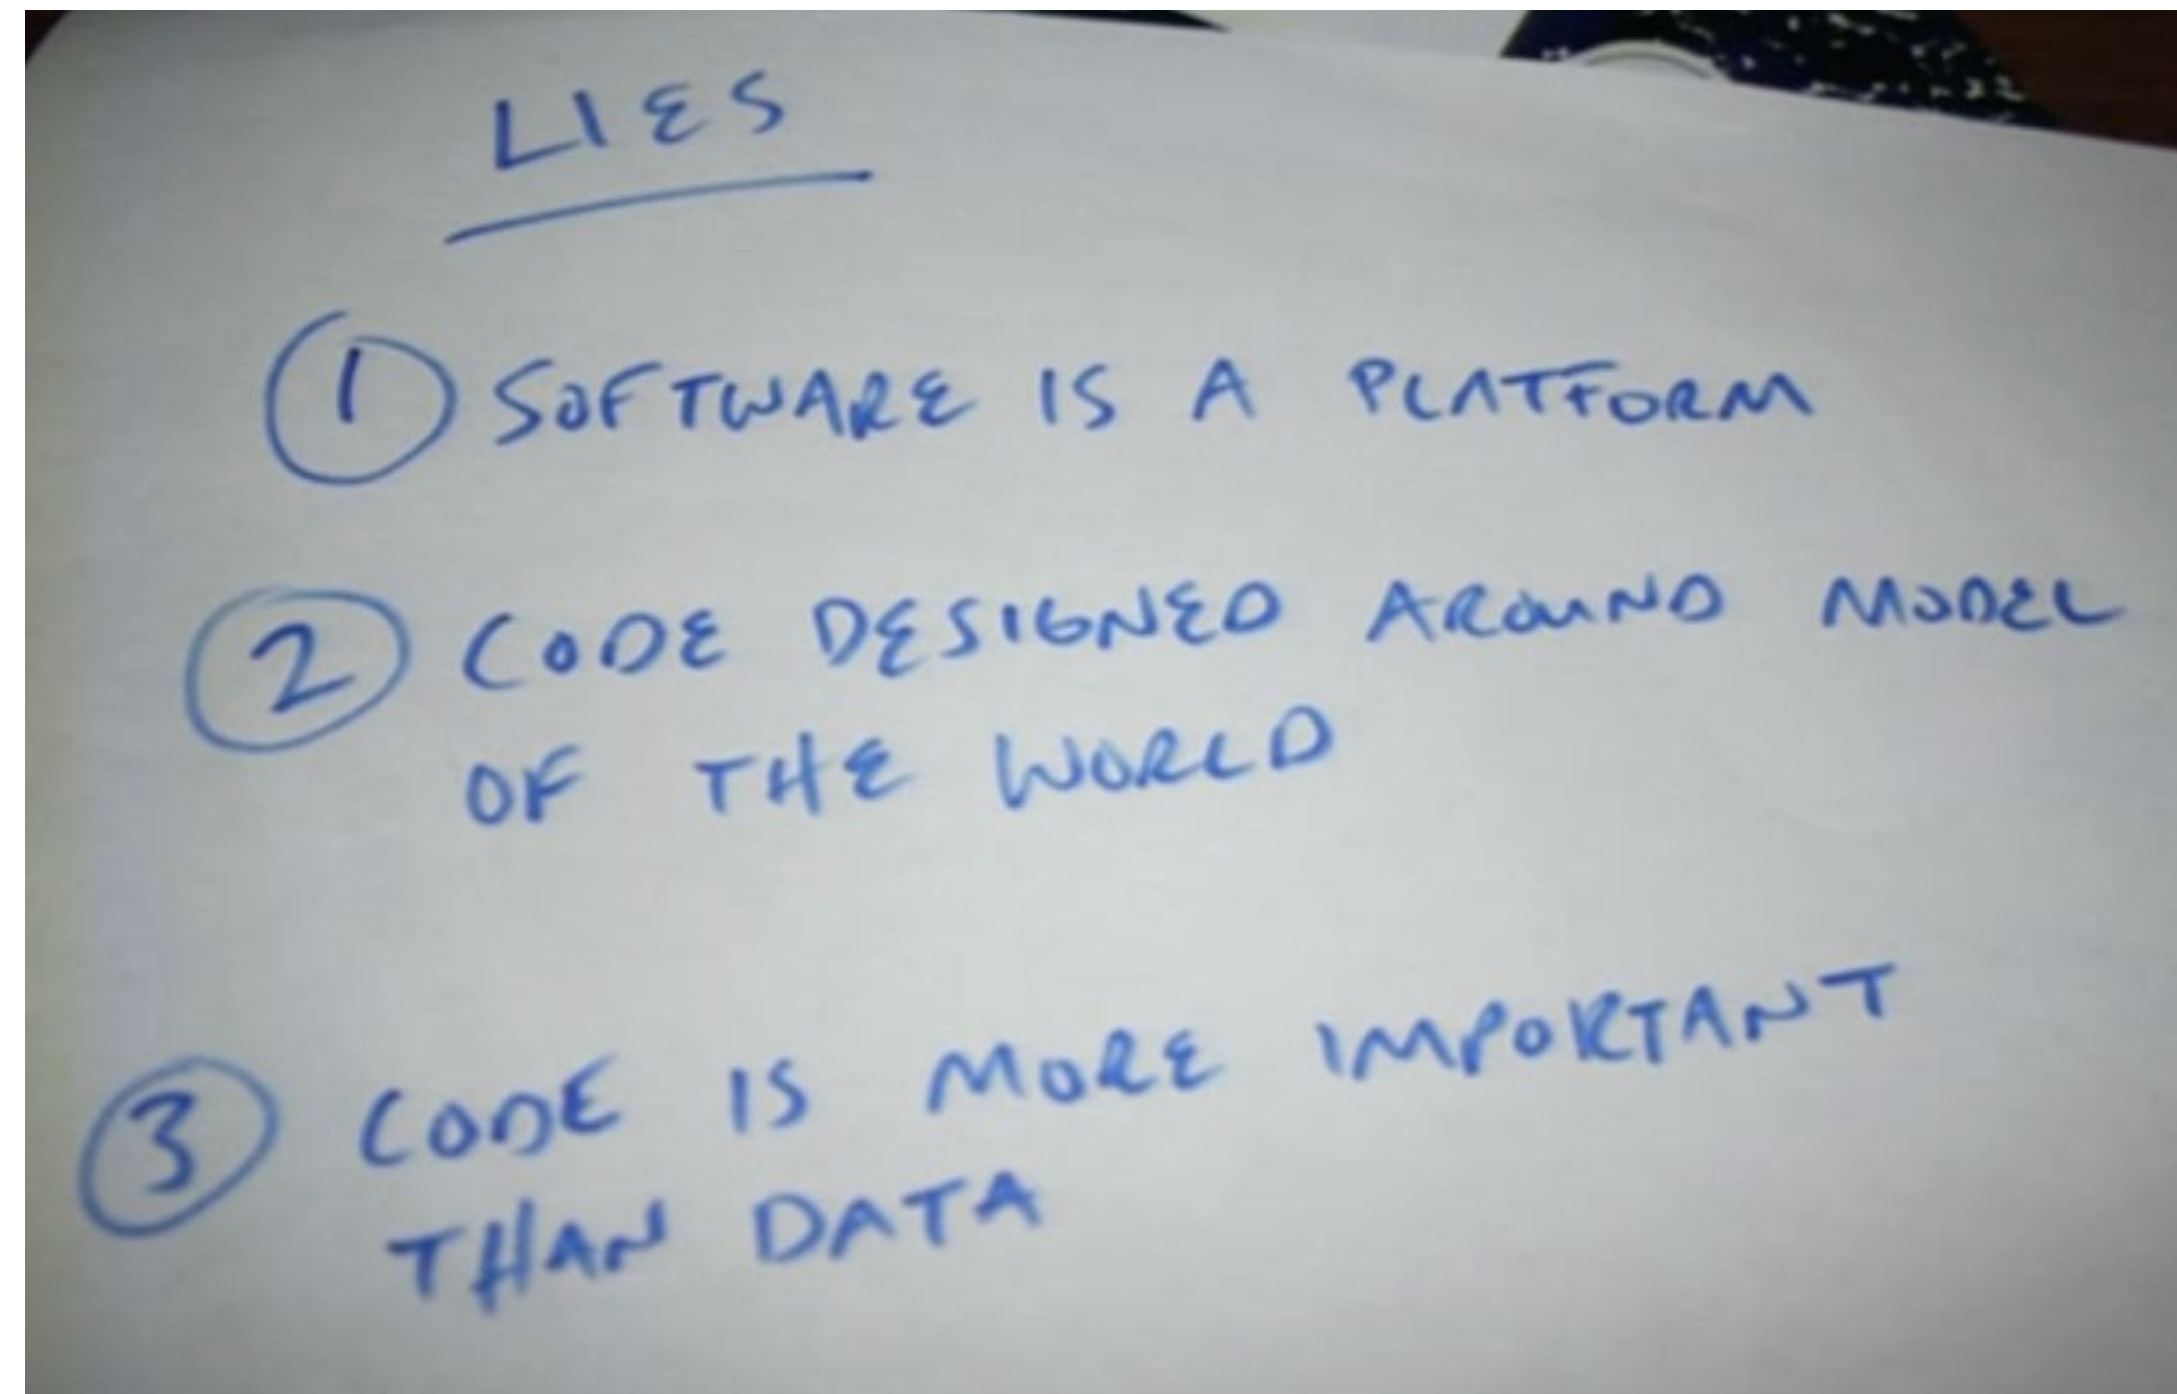 LIES
1 SOFTWARE IS A PLATFORM
2 CODE DESIGNED AROUND MODEL
OF THE WORLD
3 CODE IS MORE IMPORTANT
THAN DATA